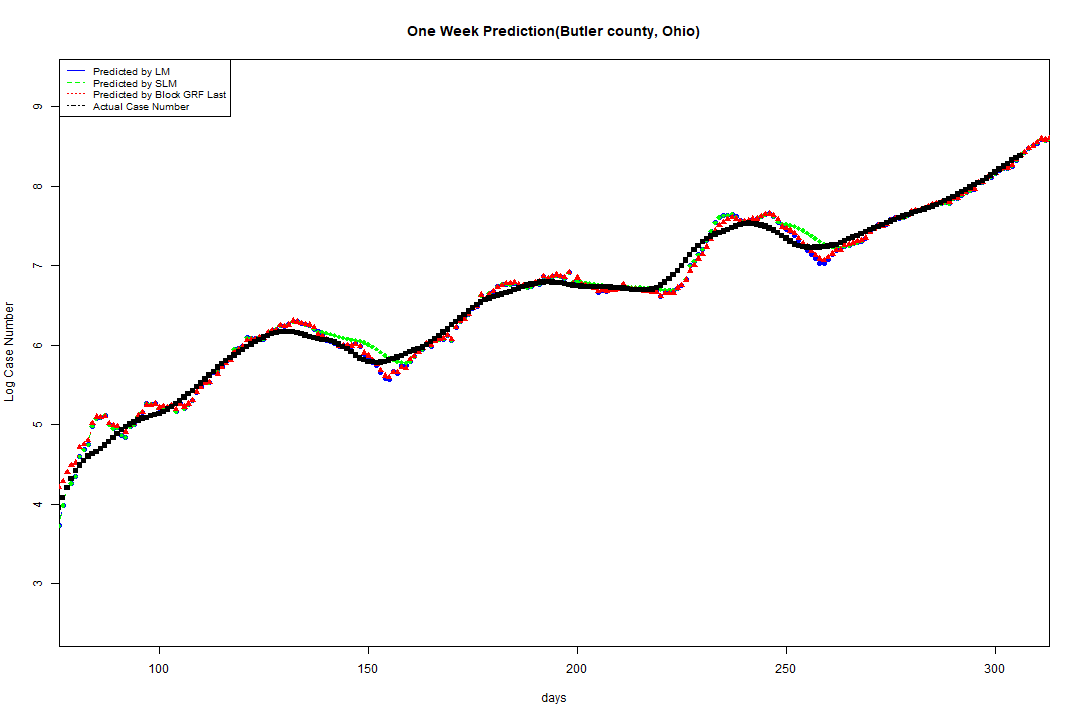 One Week Prediction(Butler county, Ohio)
Predicted by LM
Predicted by SLM
Predicted by Block GRF Last
Actual Case Number
9
8
7
6
5
4
3
Log Case Number
100 150 200 250 300
days